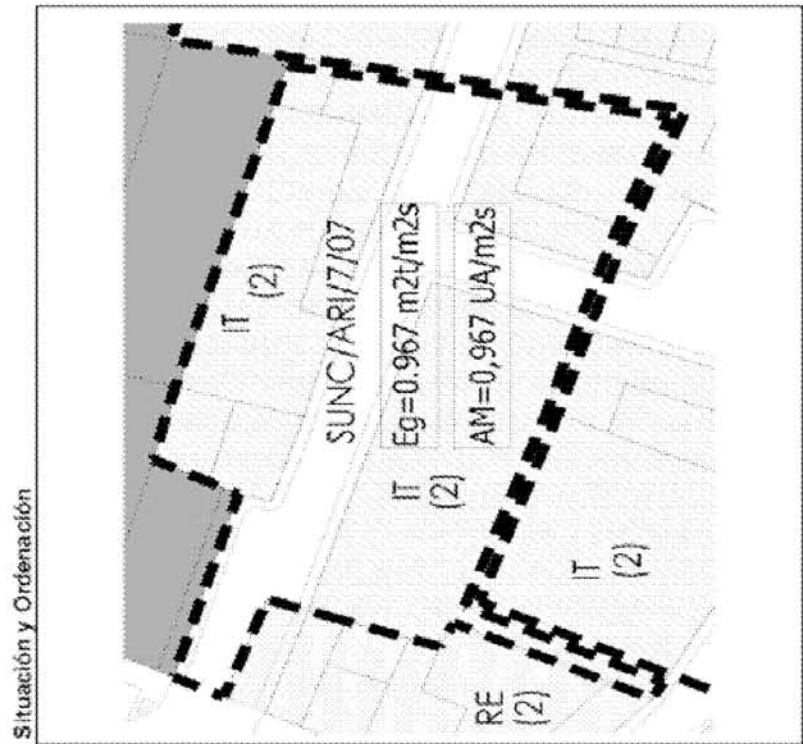 Situación y Ordenación
IT
(2)
SUNC/ARI/7/07
Eg=0.967 m2t/m2s
AM=0,967 UA/m2s
IT
(2)
IT
(2)
RE
(2)